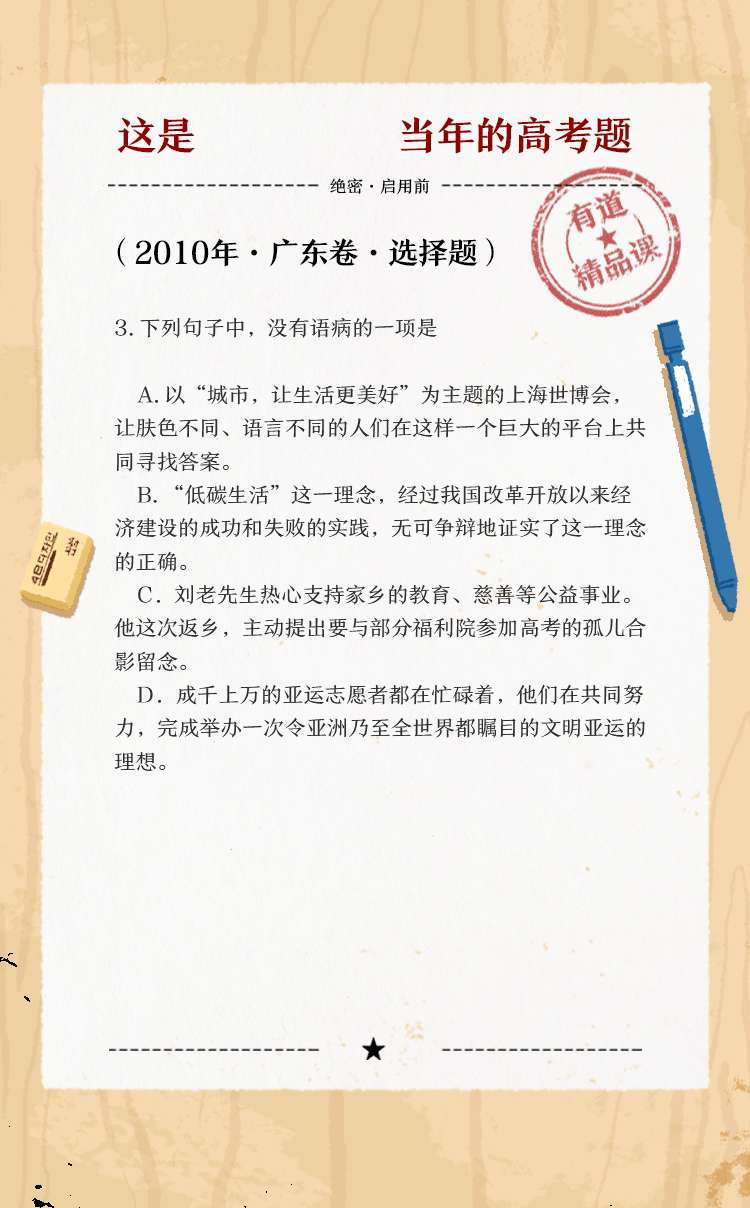 这是 当年的高考题
绝密·启用前
（2010年·广东卷·选择题）
有道
精品课
3. 下列句子中，没有语病的一项是
A. 以“城市，让生活更美好”为主题的上海世博会，
让肤色不同、语言不同的人们在这样一个巨大的平台上共
同寻找答案。
B. “低碳生活”这一理念，经过我国改革开放以来经
济建设的成功和失败的实践，无可争辩地证实了这一理念
的正确。
C. 刘老先生热心支持家乡的教育、慈善等公益事业。
他这次返乡，主动提出要与部分福利院参加高考的孤儿合
影留念。
D. 成千上万的亚运志愿者都在忙碌着，他们在共同努
力，完成举办一次令亚洲乃至全世界都瞩目的文明亚运的
理想。